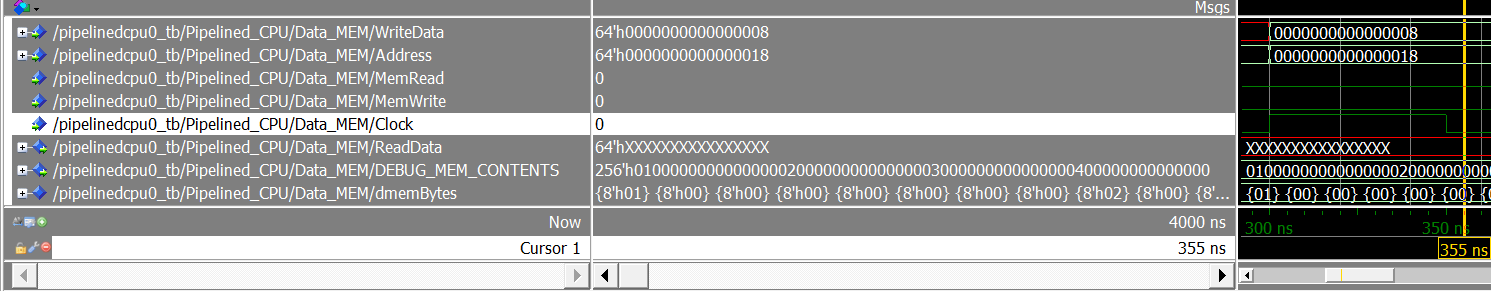 Msgs
/pipelinedcpu0_tb/Pipelined_CPU/Data_MEM/WriteData 64'h0000000000000008 0000000000000008
/pipelinedcpu0_tb/Pipelined_CPU/Data_MEM/Address 64'h0000000000000018 0000000000000018
/pipelinedcpu0_tb/Pipelined_CPU/Data_MEM/MemRead 0
/pipelinedcpu0_tb/Pipelined_CPU/Data_MEM/MemWrite 0
/pipelinedcpu0_tb/Pipelined_CPU/Data_MEM/Clock 0
/pipelinedcpu0_tb/Pipelined_CPU/Data_MEM/ReadData 64'hXXXXXXXXXXXXXXXX XXXXXXXXXXXXXXXX
/pipelinedcpu0_tb/Pipelined_CPU/Data_MEM/DEBUG_MEM_CONTENTS 256'h0100000000000000020000000000000003000000000000000400000000000000 01000000000000000200000000
/pipelinedcpu0_tb/Pipelined_CPU/Data_MEM/dmemBytes {8'h01} {8'h00} {8'h00} {8'h00} {8'h00} {8'h00} {8'h00} {8'h00} {8'h02} {8'h00} {8'... {01} {00} {00} {00} {00} {00}
Now 4000 ns 300 ns 350 ns
Cursor 1 355 ns 355 ns